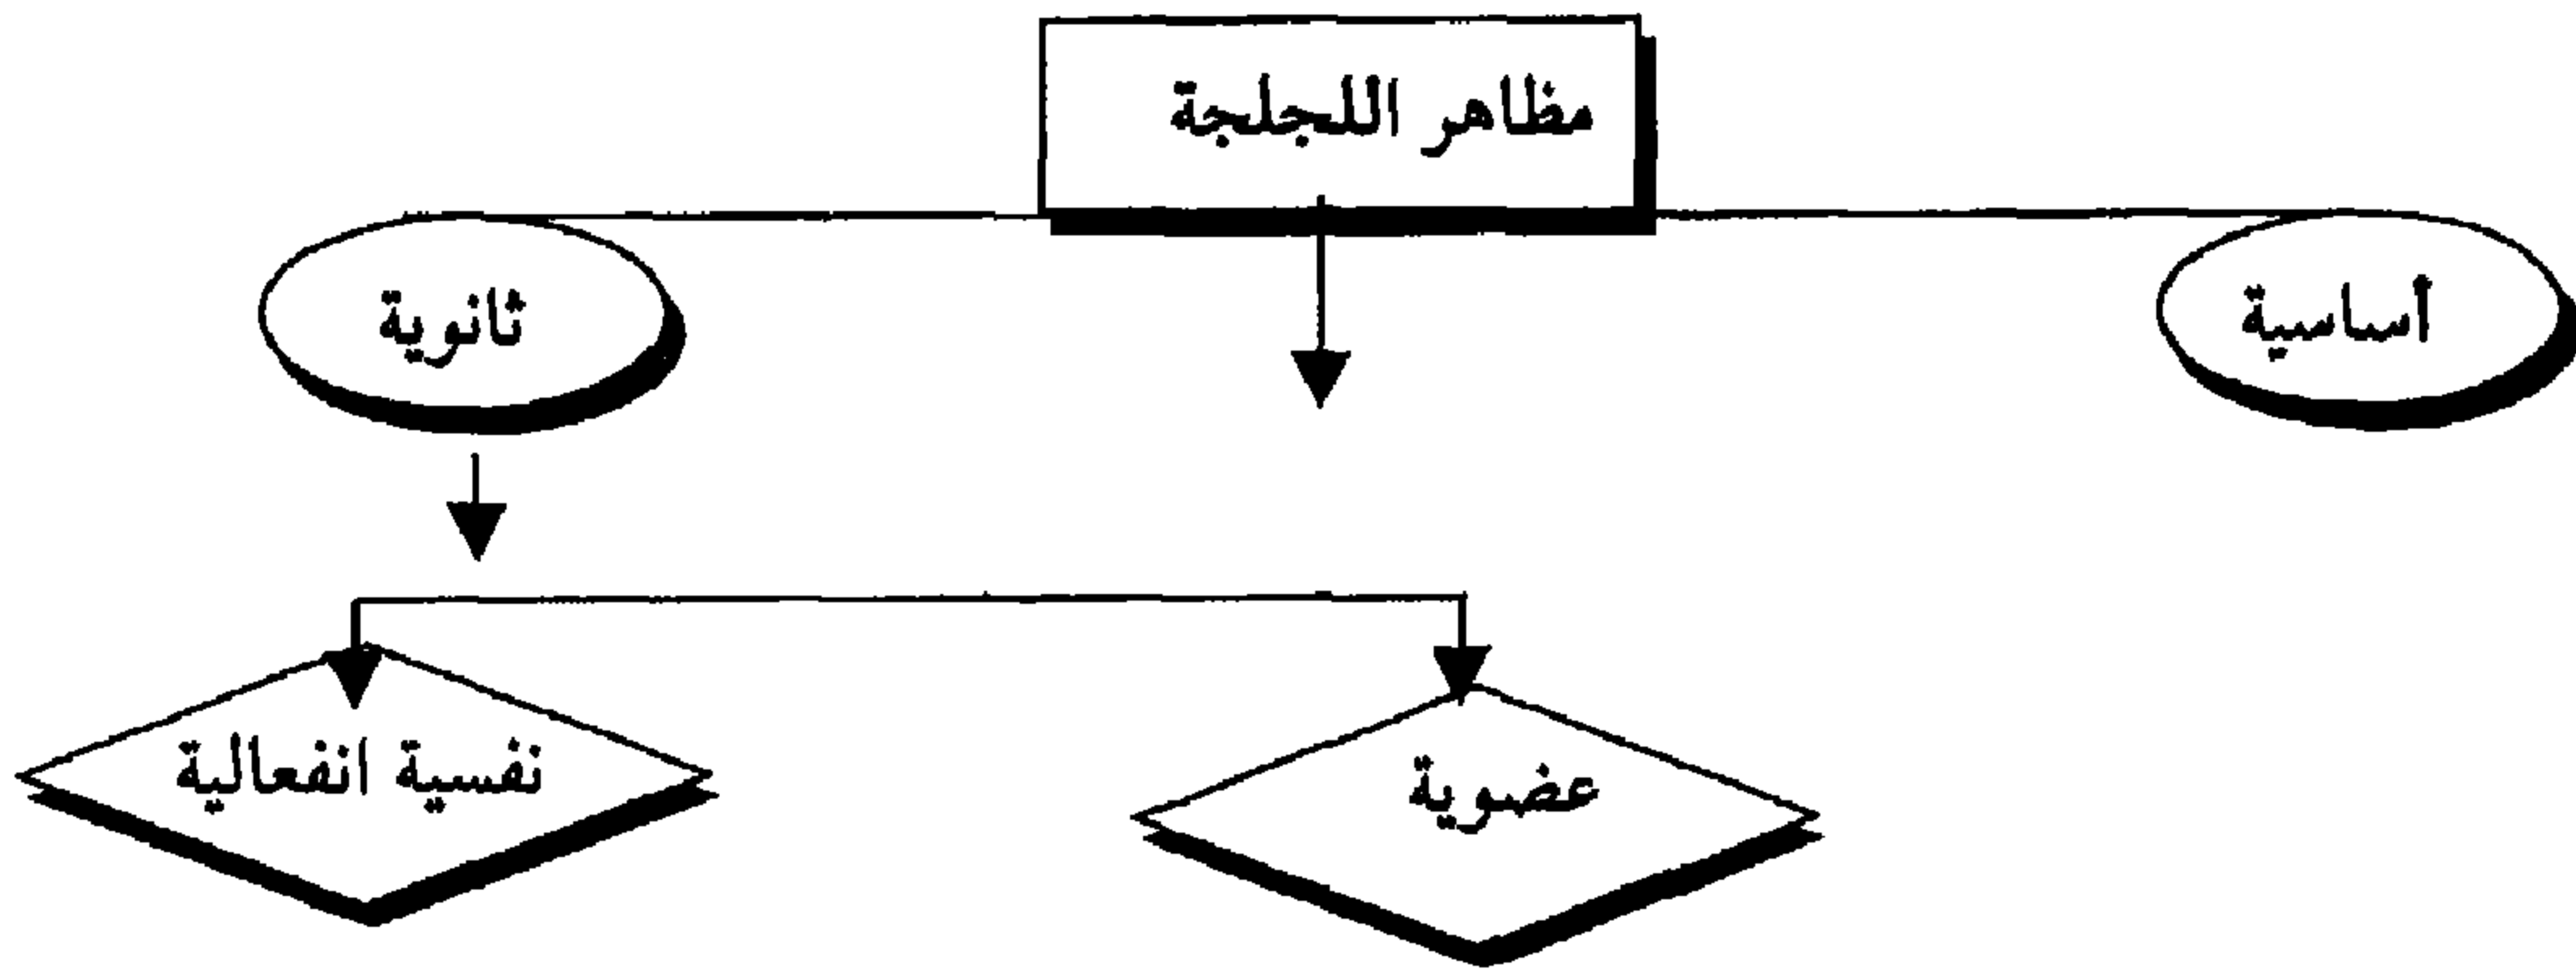 مظاهر اللجلجة
أساسية
ثانوية
عضوية
نفسية انفعالية